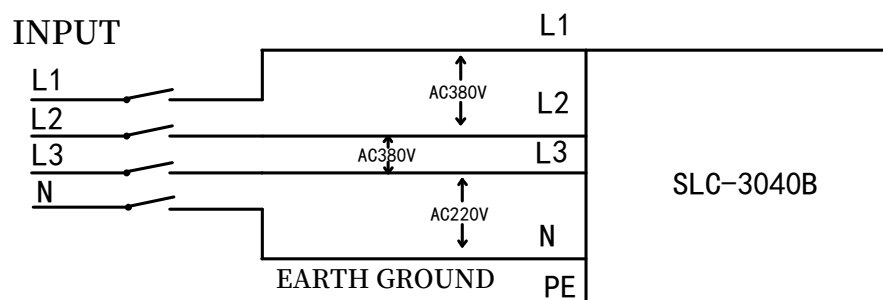 INPUT
L1
L1
AC380V
L2
L2
L3
AC380V
L3
SLC-3040B
N
AC220V
N
EARTH GROUND
PE